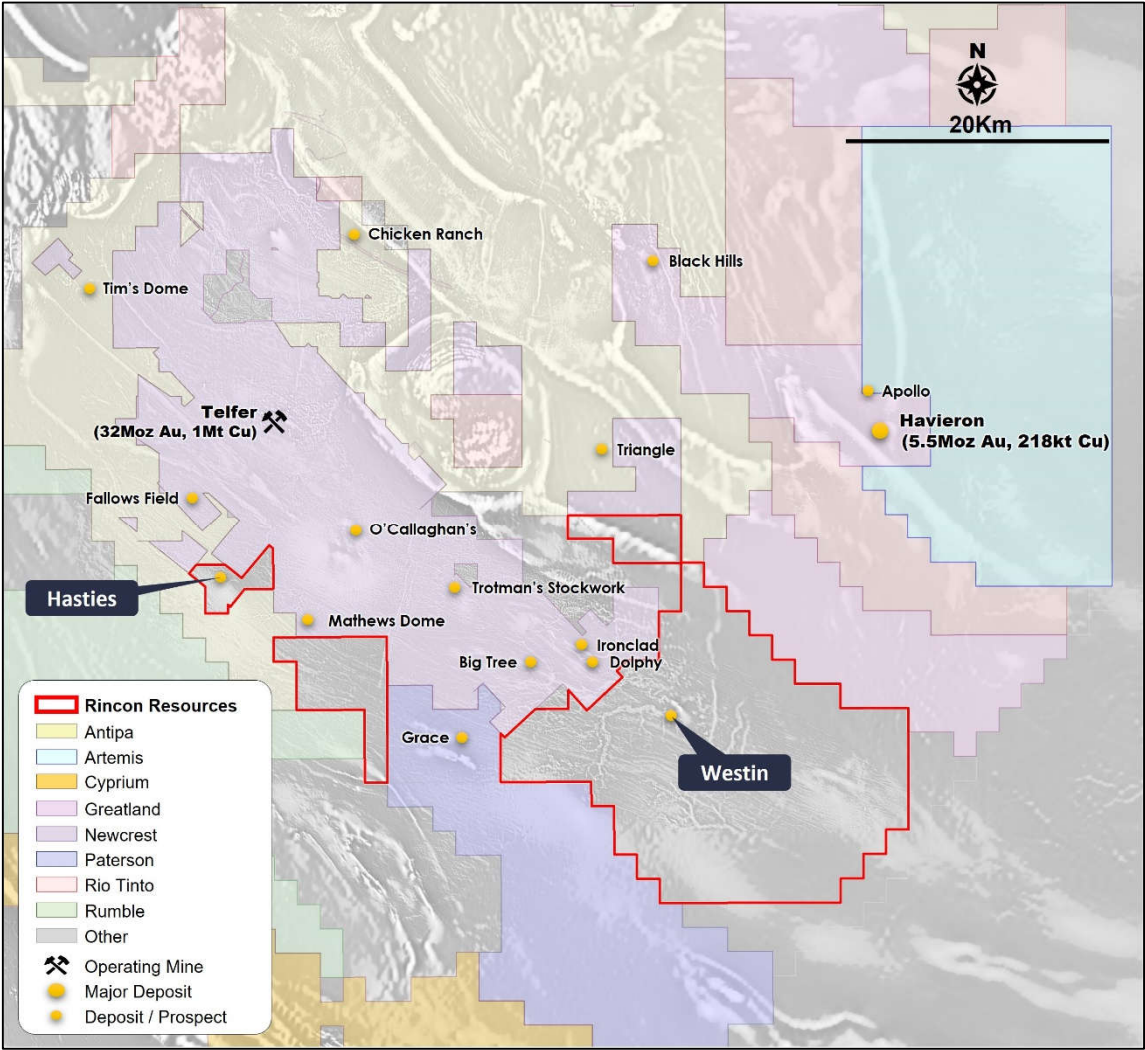 N
20Km
Chicken Ranch
Black Hills
Tim's Dome
Apollo
Telfer
(32Moz Au, 1Mt Cu)
Havieron
(5.5Moz Au, 218kt Cu)
Triangle
Fallows Field
O'Callaghan's
Hasties
Trotman's Stockwork
Mathews Dome
Ironclad
Big Tree
Dolphy
Grace
Westin
Rincon Resources
Antipa
Artemis
Cyprium
Greatland
Newcrest
Paterson
Rio Tinto
Rumble
Other
Operating Mine
Major Deposit
Deposit / Prospect